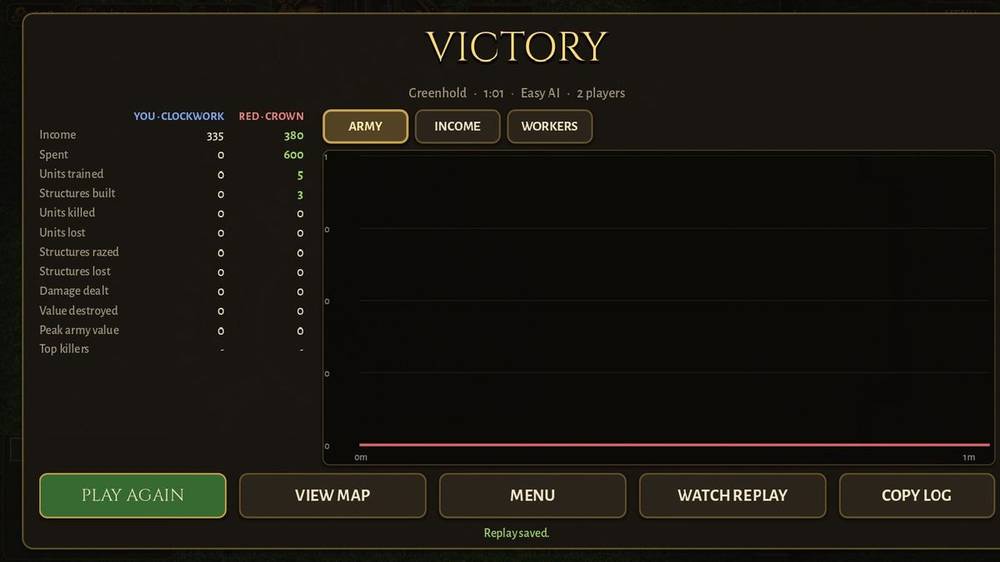 VICTORY
Greenhold · 1:01 · Easy AI · 2 players
YOU · CLOCKWORK RED · CROWN
Income 335 380
Spent 0 600
Units trained 0 5
Structures built 0 3
Units killed 0 0
Units lost 0 0
Structures razed 0 0
Structures lost 0 0
Damage dealt 0 0
Value destroyed 0 0
Peak army value 0 0
Top killers - -
ARMY INCOME WORKERS
1
0
0
0
0
0m 1m
PLAY AGAIN VIEW MAP MENU WATCH REPLAY COPY LOG
Replay saved.